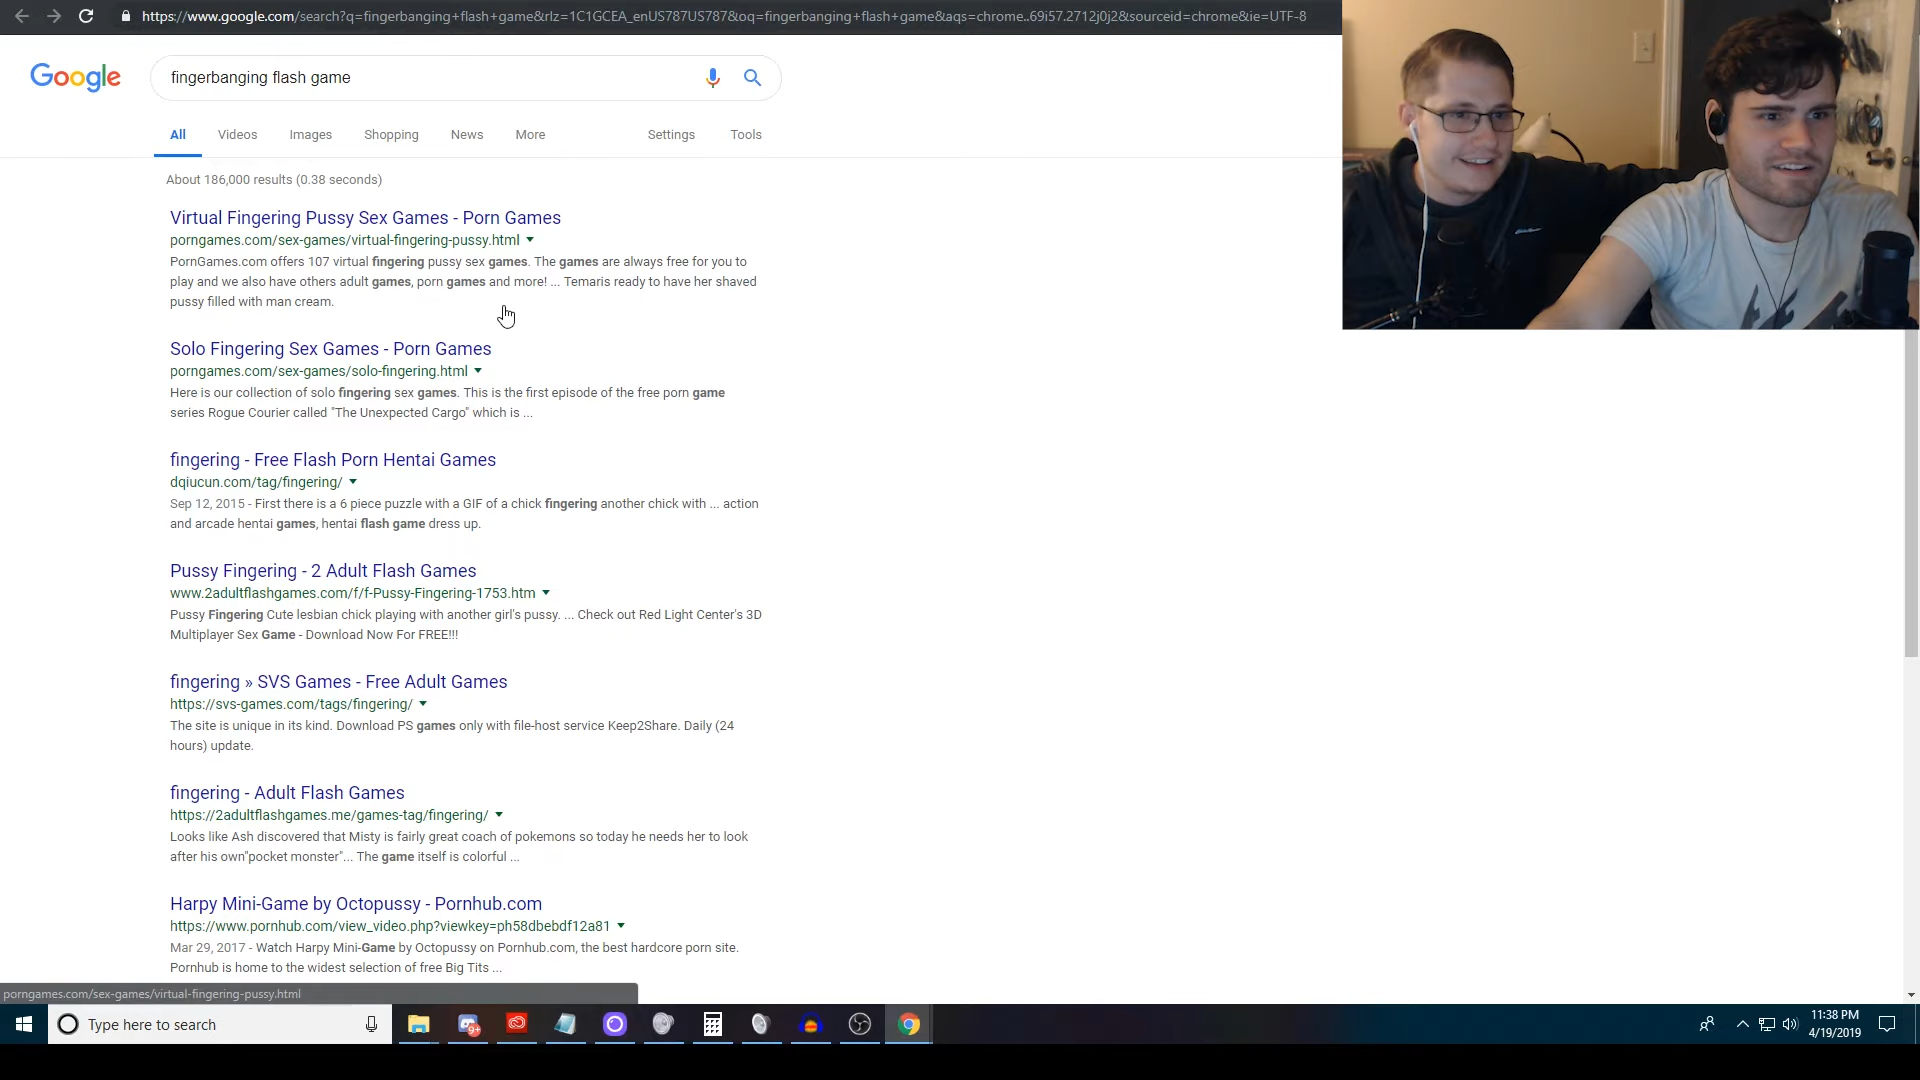 https://www.google.com/search?q=fingerbanging+flash+game&rlz=1C1GCEA_enUS787US787&oq=fingerbanging+flash+game&aqs=chrome..69i57.2712j0j2&sourceid=chrome&ie=UTF-8
Google
fingerbanging flash game
All Videos Images Shopping News More Settings Tools
About 186,000 results (0.38 seconds)
Virtual Fingering Pussy Sex Games - Porn Games
porngames.com/sex-games/virtual-fingering-pussy.html
PornGames.com offers 107 virtual fingering pussy sex games. The games are always free for you to
play and we also have others adult games, porn games and more! ... Temaris ready to have her shaved
pussy filled with man cream.
Solo Fingering Sex Games - Porn Games
porngames.com/sex-games/solo-fingering.html
Here is our collection of solo fingering sex games. This is the first episode of the free porn game
series Rogue Courier called "The Unexpected Cargo" which is ...
fingering - Free Flash Porn Hentai Games
dqiucun.com/tag/fingering/
Sep 12, 2015 - First there is a 6 piece puzzle with a GIF of a chick fingering another chick with ... action
and arcade hentai games, hentai flash game dress up.
Pussy Fingering - 2 Adult Flash Games
www.2adultflashgames.com/f/f-Pussy-Fingering-1753.htm
Pussy Fingering Cute lesbian chick playing with another girl's pussy. ... Check out Red Light Center's 3D
Multiplayer Sex Game - Download Now For FREE!!!
fingering » SVS Games - Free Adult Games
https://svs-games.com/tags/fingering/
The site is unique in its kind. Download PS games only with file-host service Keep2Share. Daily (24
hours) update.
fingering - Adult Flash Games
https://2adultflashgames.me/games-tag/fingering/
Looks like Ash discovered that Misty is fairly great coach of pokemons so today he needs her to look
after his own"pocket monster"... The game itself is colorful ...
Harpy Mini-Game by Octopussy - Pornhub.com
https://www.pornhub.com/view_video.php?viewkey=ph58dbebdf12a81
Mar 29, 2017 - Watch Harpy Mini-Game by Octopussy on Pornhub.com, the best hardcore porn site.
Pornhub is home to the widest selection of free Big Tits ...
porngames.com/sex-games/virtual-fingering-pussy.html
Type here to search
9+
11:38 PM
4/19/2019